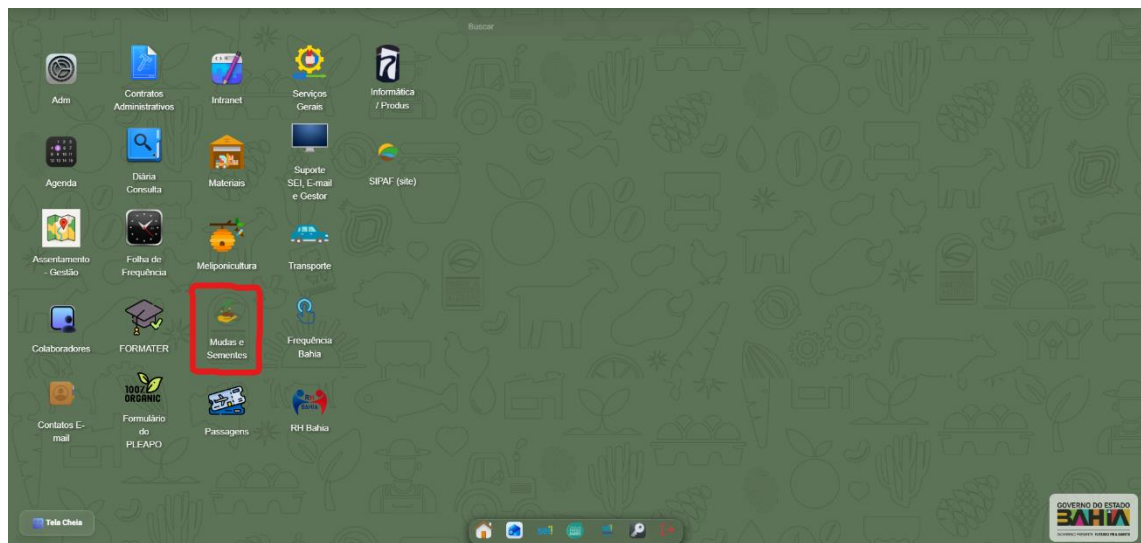 Buscar
Adm
Contratos
Administrativos
Intranet
Serviços
Gerais
Informática
/ Produs
Agenda
Diária
Consulta
Materiais
Suporte
SEI, E-mail
e Gestor
SIPAF (site)
Assentamento
- Gestão
Folha de
Frequência
Meliponicultura
Transporte
Colaboradores
FORMATER
Mudas e
Sementes
Frequência
Bahia
100%
ORGANIC
Contatos E-
mail
Formulário
do
PLEAPO
Passagens
RH
Bahia
RH Bahia
Tela Cheia
GOVERNO DO ESTADO
BAHIA